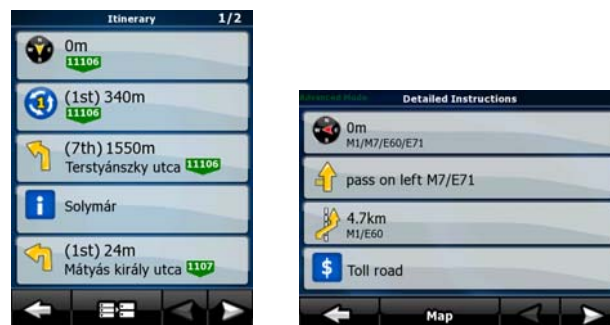 Itinerary 1/2
0m
11106
(1st) 340m
11106
(7th) 1550m
Terstyánszky utca 11106
Solymár
(1st) 24m
Mátyás király utca 1107
Advanced Mode Detailed Instructions
0m
M1/M7/E60/E71
pass on left M7/E71
4.7km
M1/E60
$ Toll road
Map